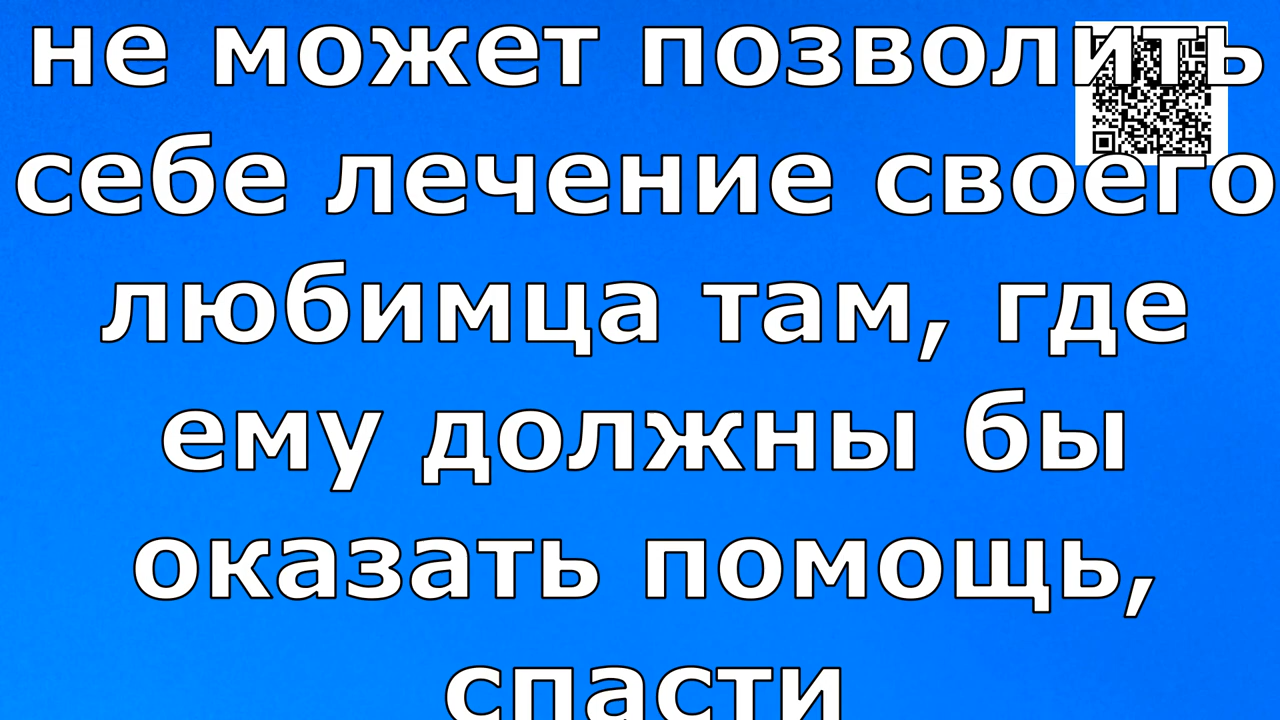 не может позволить
себе лечение своего
любимца там, где
ему должны бы
оказать помощь,
спасти